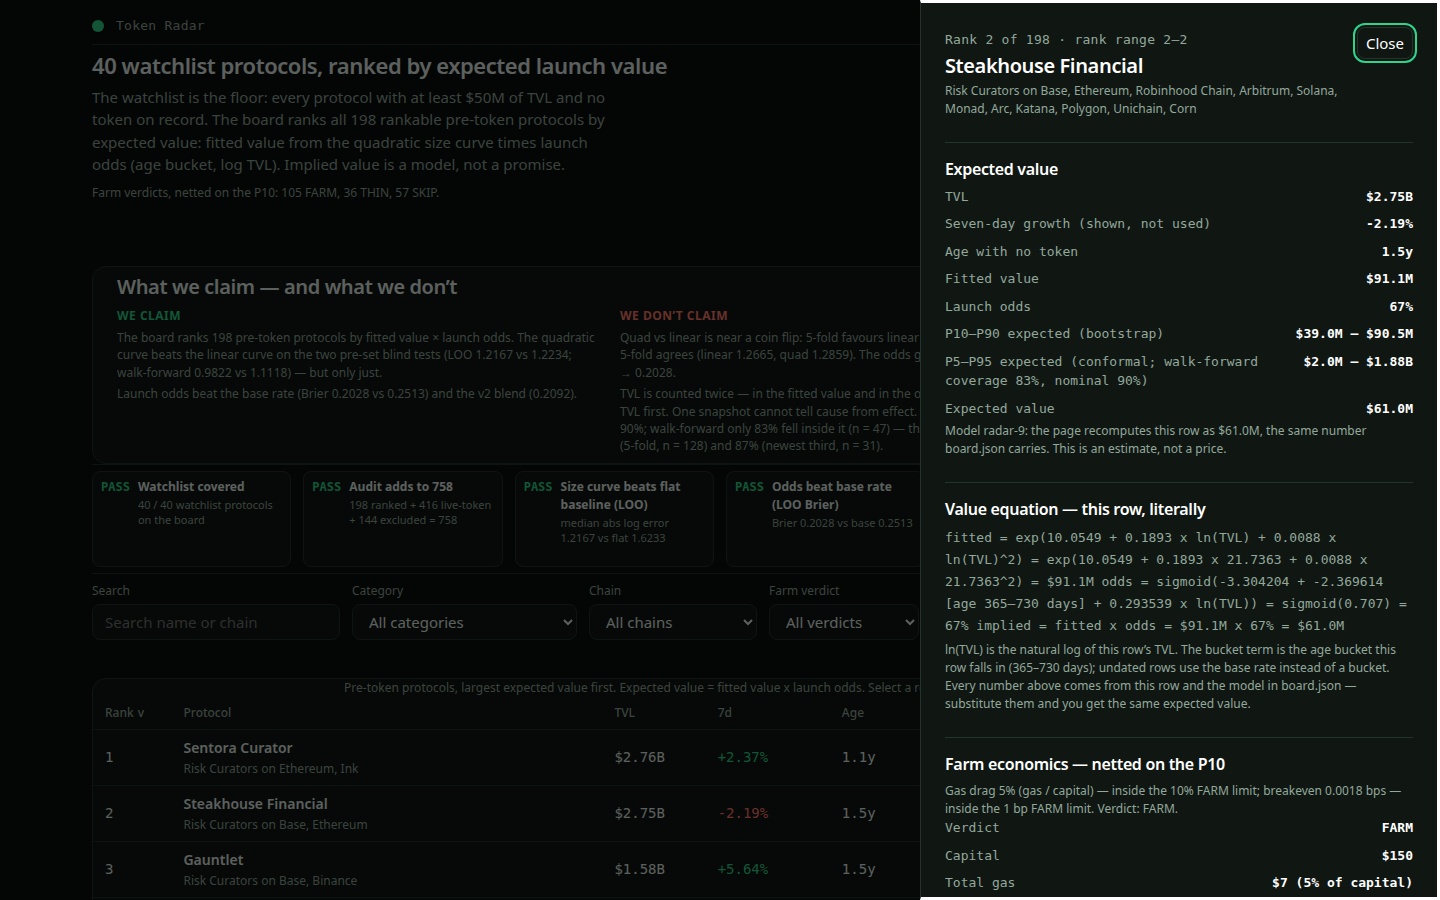 Token Radar
40 watchlist protocols, ranked by expected launch value
The watchlist is the floor: every protocol with at least $50M of TVL and no
token on record. The board ranks all 198 rankable pre-token protocols by
expected value: fitted value from the quadratic size curve times launch
odds (age bucket, log TVL). Implied value is a model, not a promise.
Farm verdicts, netted on the P10: 105 FARM, 36 THIN, 57 SKIP.
What we claim — and what we don't
WE CLAIM
The board ranks 198 pre-token protocols by fitted value × launch odds. The quadratic
curve beats the linear curve on the two pre-set blind tests (LOO 1.2167 vs 1.2234;
walk-forward 0.9822 vs 1.1118) — but only just.
Launch odds beat the base rate (Brier 0.2028 vs 0.2513) and the v2 blend (0.2092).
WE DON'T CLAIM
Quad vs linear is a near coin flip: 5-fold favours linear
5-fold agrees (linear 1.2665, quad 1.2859). The odds g
→ 0.2028.
TVL is counted twice — in the fitted value and in the o
TVL first. One snapshot cannot tell cause from effect.
90%; walk-forward only 83% fell inside it (n = 47) — th
(5-fold, n = 128) and 87% (newest third, n = 31).
PASS Watchlist covered
40 / 40 watchlist protocols
on the board
PASS Audit adds to 758
198 ranked + 416 live-token
+ 144 excluded = 758
PASS Size curve beats flat
baseline (LOO)
median abs log error
1.2167 vs flat 1.6233
PASS Odds beat base rate
(LOO Brier)
Brier 0.2028 vs base 0.2513
Search Category Chain Farm verdict
Search name or chain All categories All chains All verdicts
Pre-token protocols, largest expected value first. Expected value = fitted value x launch odds. Select a r
Rank v Protocol TVL 7d Age
1 Sentora Curator $2.76B +2.37% 1.1y
Risk Curators on Ethereum, Ink
2 Steakhouse Financial $2.75B -2.19% 1.5y
Risk Curators on Base, Ethereum
3 Gauntlet $1.58B +5.64% 1.5y
Risk Curators on Base, Binance
Rank 2 of 198 · rank range 2–2
Close
Steakhouse Financial
Risk Curators on Base, Ethereum, Robinhood Chain, Arbitrum, Solana,
Monad, Arc, Katana, Polygon, Unichain, Corn
Expected value
TVL $2.75B
Seven-day growth (shown, not used) -2.19%
Age with no token 1.5y
Fitted value $91.1M
Launch odds 67%
P10–P90 expected (bootstrap) $39.0M – $90.5M
P5–P95 expected (conformal; walk-forward $2.0M – $1.88B
coverage 83%, nominal 90%)
Expected value $61.0M
Model radar-9: the page recomputes this row as $61.0M, the same number
board.json carries. This is an estimate, not a price.
Value equation — this row, literally
fitted = exp(10.0549 + 0.1893 x ln(TVL) + 0.0088 x
ln(TVL)^2) = exp(10.0549 + 0.1893 x 21.7363 + 0.0088 x
21.7363^2) = $91.1M odds = sigmoid(-3.304204 + -2.369614
[age 365–730 days] + 0.293539 x ln(TVL)) = sigmoid(0.707) =
67% implied = fitted x odds = $91.1M x 67% = $61.0M
ln(TVL) is the natural log of this row's TVL. The bucket term is the age bucket this
row falls in (365–730 days); undated rows use the base rate instead of a bucket.
Every number above comes from this row and the model in board.json —
substitute them and you get the same expected value.
Farm economics — netted on the P10
Gas drag 5% (gas / capital) — inside the 10% FARM limit; breakeven 0.0018 bps —
inside the 1 bp FARM limit. Verdict: FARM.
Verdict FARM
Capital $150
Total gas $7 (5% of capital)